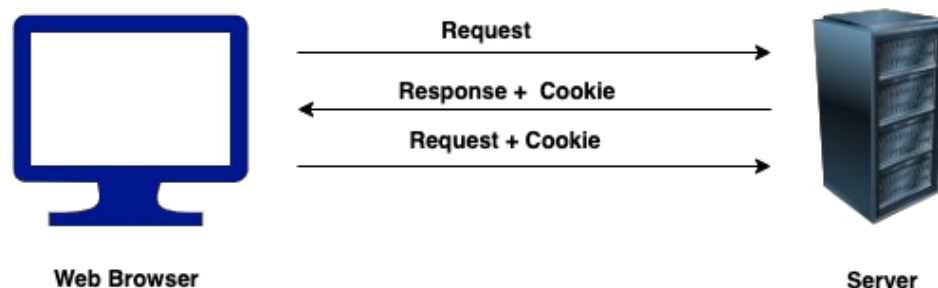 Request
Response + Cookie
Request + Cookie
Web Browser
Server